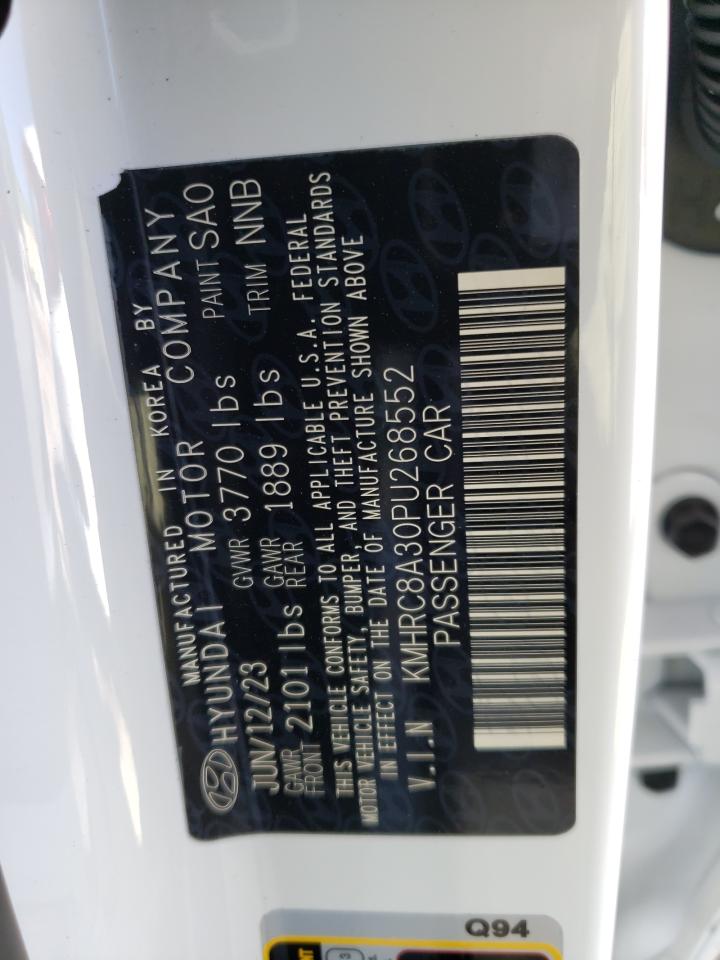 MANUFACTURED IN KOREA BY
HYUNDAI MOTOR COMPANY
JUN/12/23 GVWR 3770 lbs PAINT SAO
GAWR FRONT 2101 lbs GAWR REAR 1889 lbs TRIM NNB
THIS VEHICLE CONFORMS TO ALL APPLICABLE U.S.A. FEDERAL
MOTOR VEHICLE SAFETY, BUMPER, AND THEFT PREVENTION STANDARDS
IN EFFECT ON THE DATE OF MANUFACTURE SHOWN ABOVE
V.I.N KMHRC8A30PU268552
PASSENGER CAR
Q94